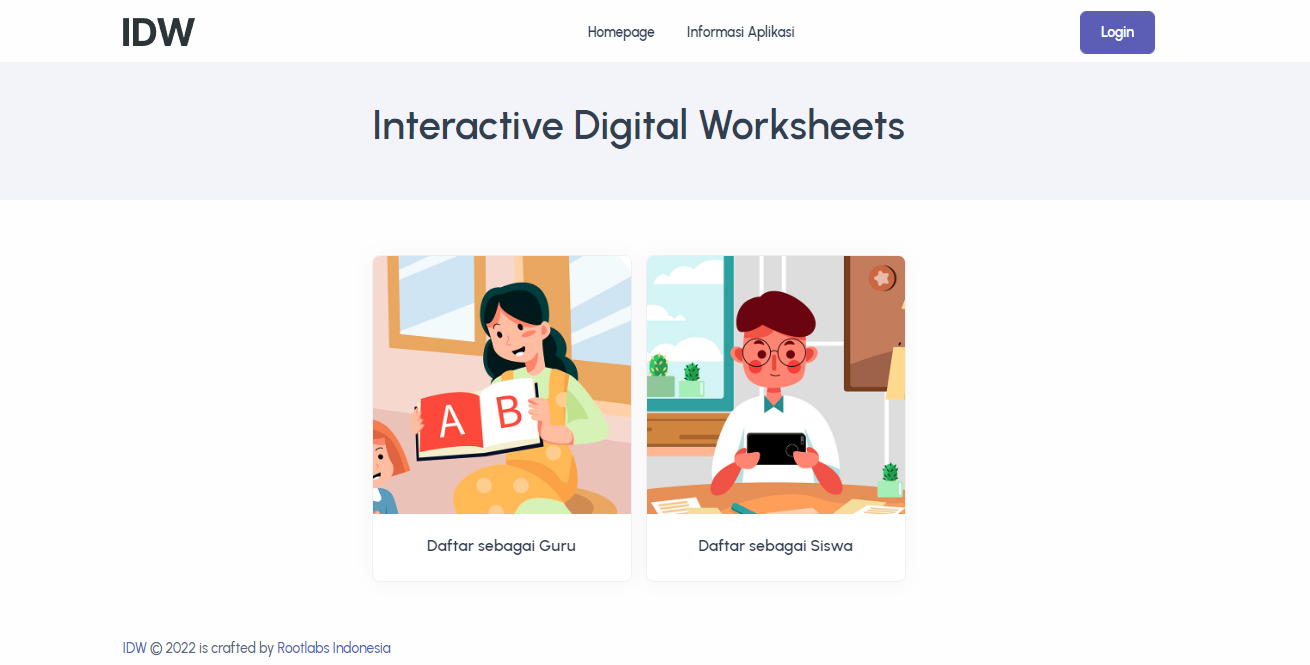 IDW
Homepage
Informasi Aplikasi
Login
Interactive Digital Worksheets
A B
Daftar sebagai Guru
Daftar sebagai Siswa
IDW © 2022 is crafted by Rootlabs Indonesia